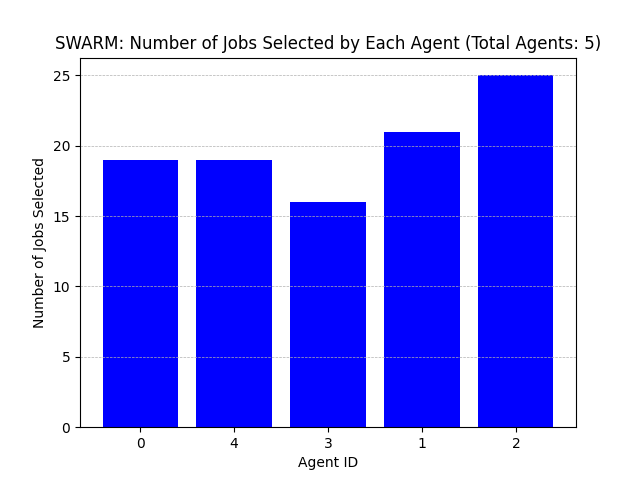 SWARM: Number of Jobs Selected by Each Agent (Total Agents: 5)
25
20
15
10
5
0
Number of Jobs Selected
0 4 3 1 2
Agent ID